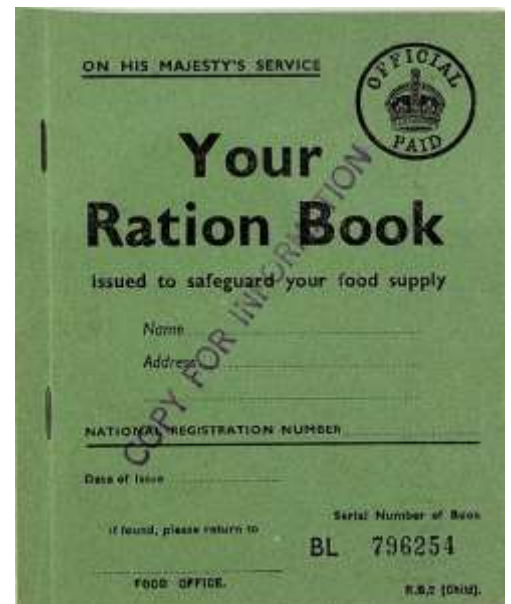 ON HIS MAJESTY'S SERVICE
OFFICIAL
PAID
Your
Ration Book
Issued to safeguard your food supply
Name
Address
COPY FOR INFORMATION
NATIONAL REGISTRATION NUMBER
Date of Issue
If found, please return to
Serial Number of Book
BL 796254
FOOD OFFICE.
R.B.2 [Child].